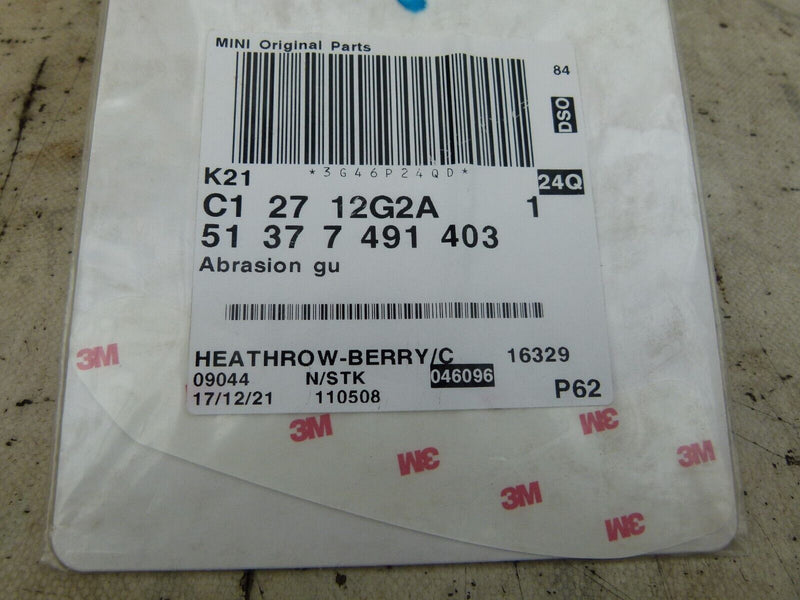 MINI Original Parts
84
DSO
*3G46P24QD*
K21
24Q
C1 27 12G2A 1
51 37 7 491 403
Abrasion gu
HEATHROW-BERRY/C 16329
09044 N/STK 046096
17/12/21 110508 P62
3M
3M
3M
3M
3M
3M
3M